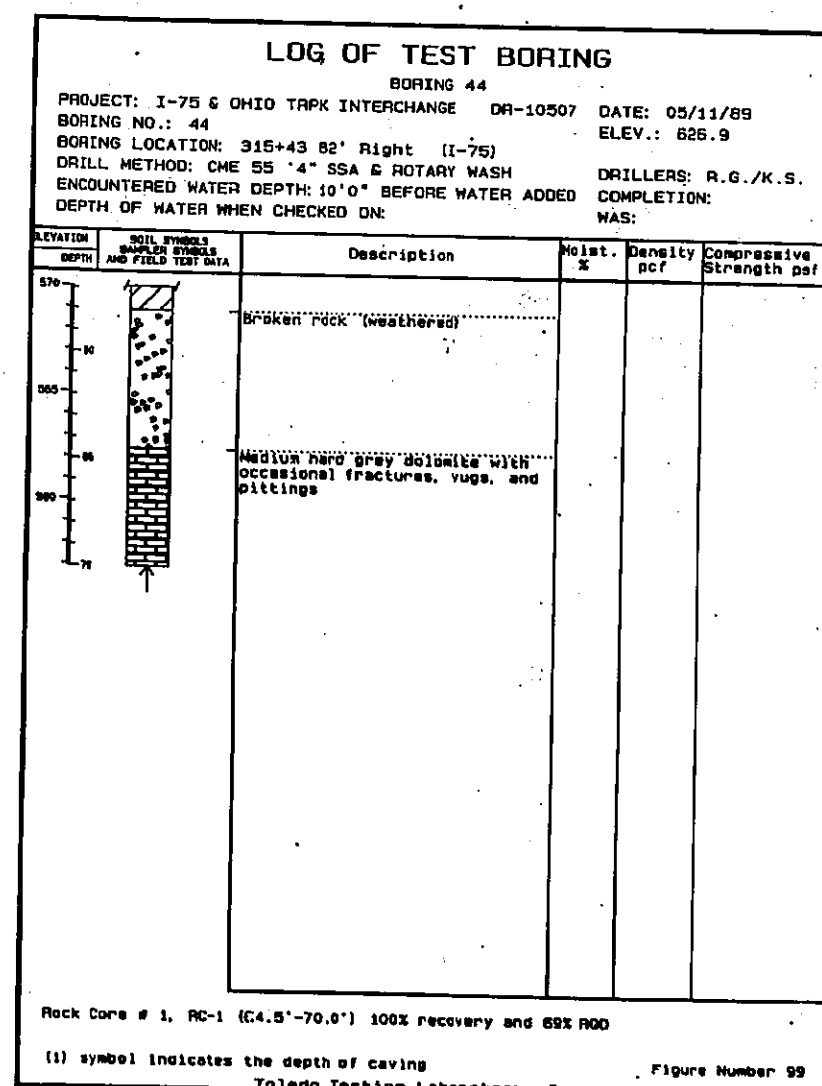 LOG OF TEST BORING
BORING 44
PROJECT: I-75 & OHIO TRPK INTERCHANGE DR-10507 DATE: 05/11/89
BORING NO.: 44 ELEV.: 626.9
BORING LOCATION: 315+43 82' Right (I-75)
DRILL METHOD: CME 55 '4" SSA & ROTARY WASH DRILLERS: R.G./K.S.
ENCOUNTERED WATER DEPTH: 10'0" BEFORE WATER ADDED COMPLETION:
DEPTH OF WATER WHEN CHECKED ON: WAS:
ELEVATION
DEPTH
SOIL SYMBOLS
SAMPLER SYMBOLS
AND FIELD TEST DATA
Description
Moist. %
Density pcf
Compressive Strength psf
570
Broken rock (weathered)
565
Medium hard grey dolomite with
occasional fractures, vugs, and
pittings
Rock Core # 1, RC-1 (64.5'-70.0') 100% recovery and 69% RQD
(1) symbol indicates the depth of caving
Figure Number 99
Toledo Testing Laboratory